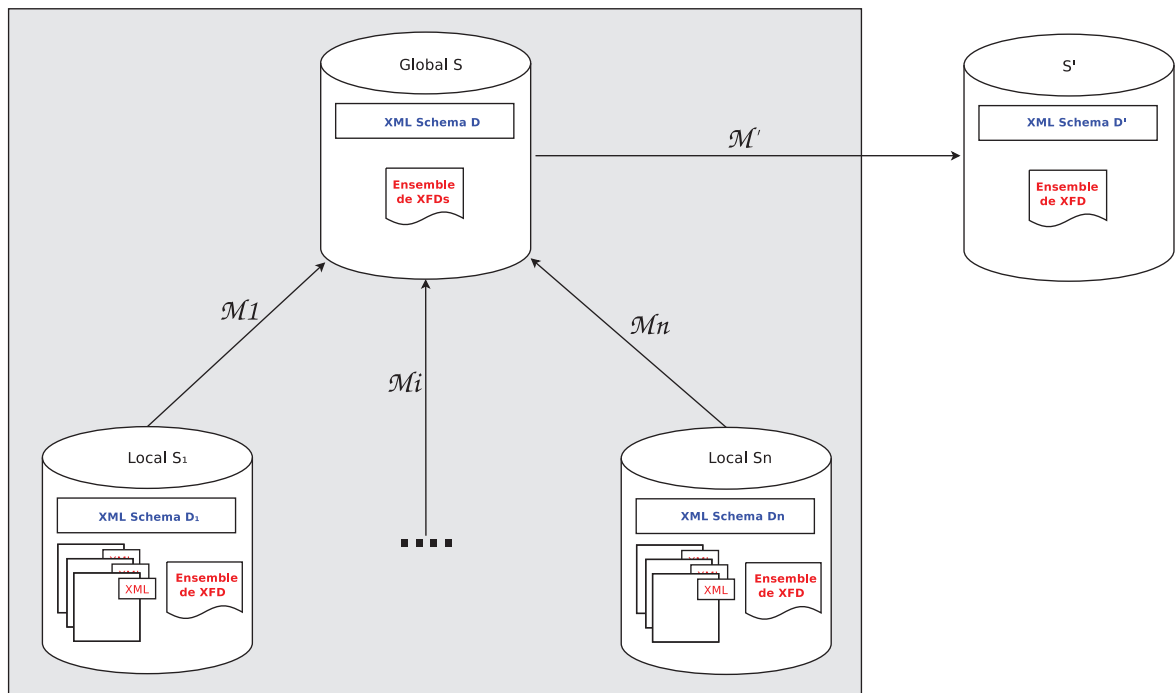 Global S
XML Schema D
Ensemble
de XFDs
S'
XML Schema D'
Ensemble
de XFD
M'
M1
Mi
Mn
Local S₁
XML Schema D₁
XML
Ensemble
de XFD
Local Sn
XML Schema Dn
XML
Ensemble
de XFD